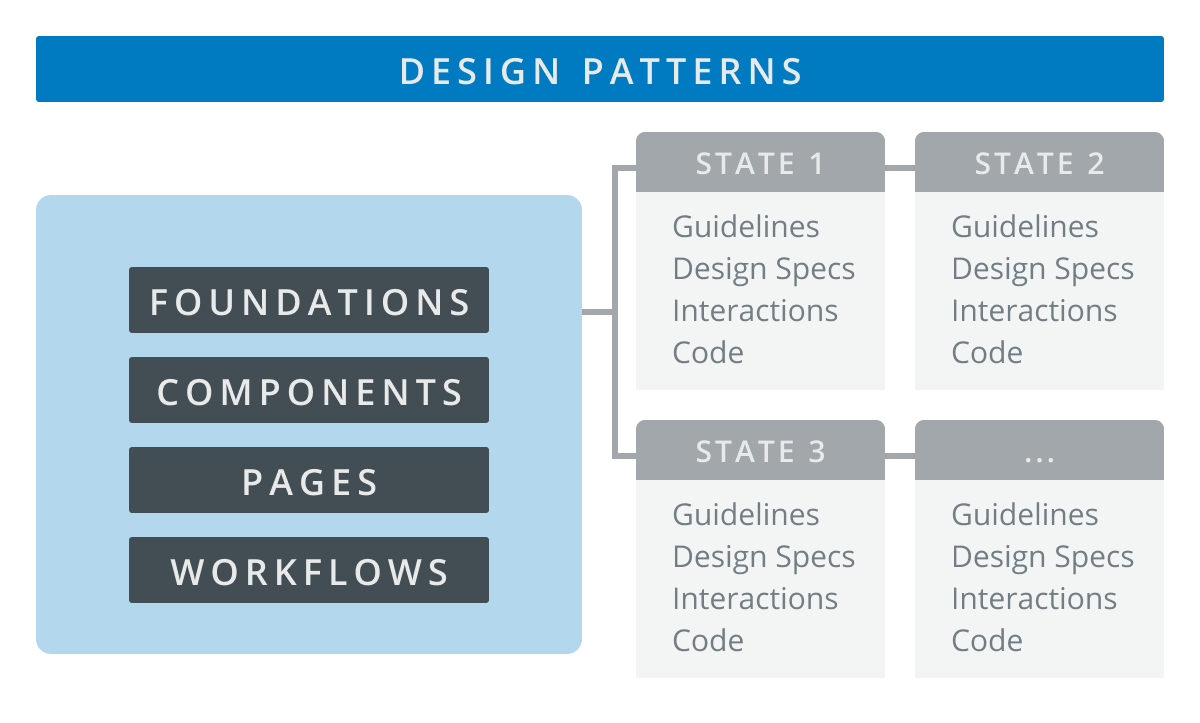 DESIGN PATTERNS
FOUNDATIONS
COMPONENTS
PAGES
WORKFLOWS
STATE 1
Guidelines
Design Specs
Interactions
Code
STATE 2
Guidelines
Design Specs
Interactions
Code
STATE 3
Guidelines
Design Specs
Interactions
Code
...
Guidelines
Design Specs
Interactions
Code